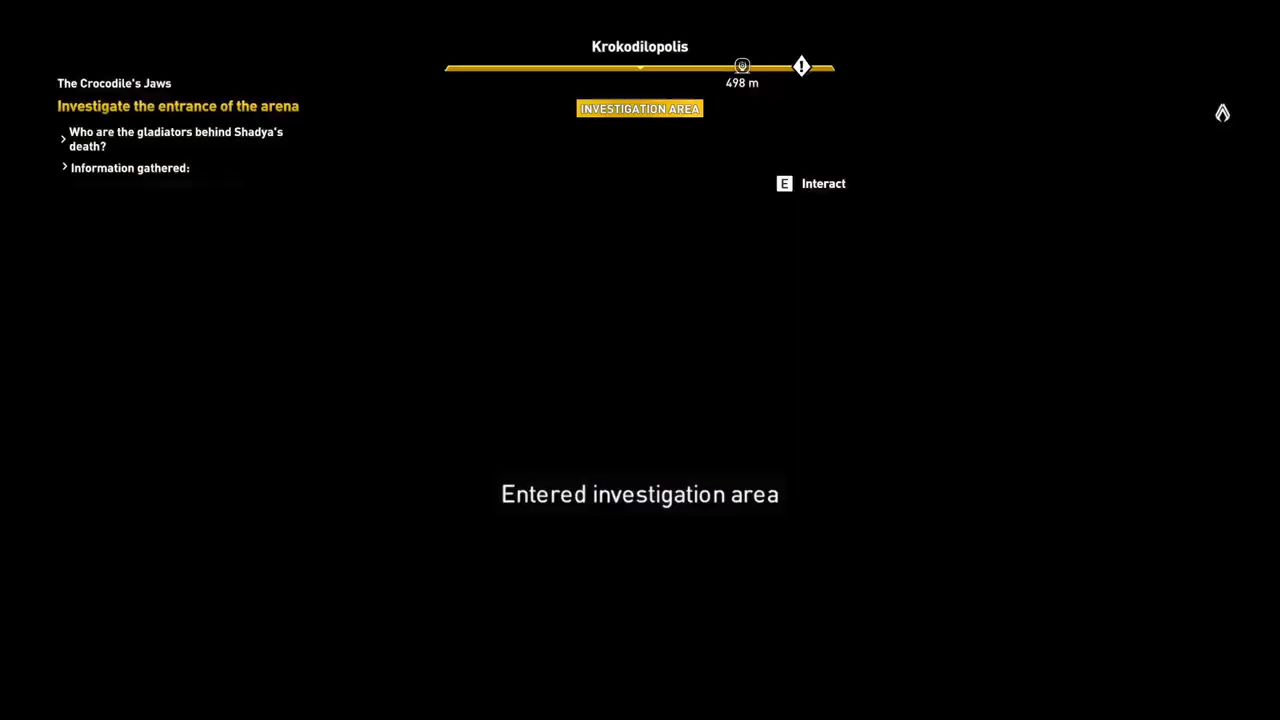 Krokodilopolis
The Crocodile's Jaws
498 m
Investigate the entrance of the arena
INVESTIGATION AREA
Who are the gladiators behind Shadya's
death?
Information gathered:
E Interact
Entered investigation area